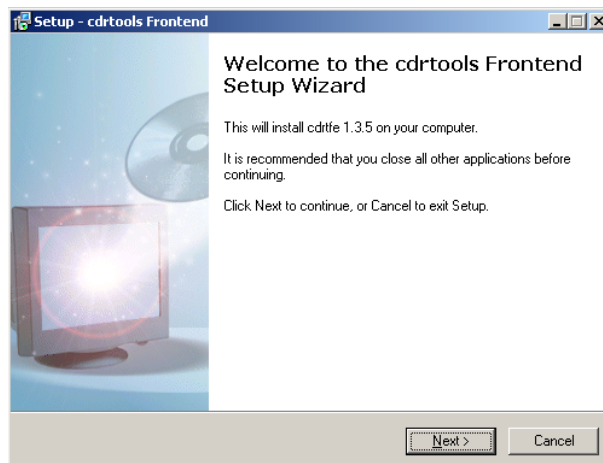 Setup - cdrtools Frontend
Welcome to the cdrtools Frontend
Setup Wizard
This will install cdrtfe 1.3.5 on your computer.
It is recommended that you close all other applications before
continuing.
Click Next to continue, or Cancel to exit Setup.
Next >
Cancel